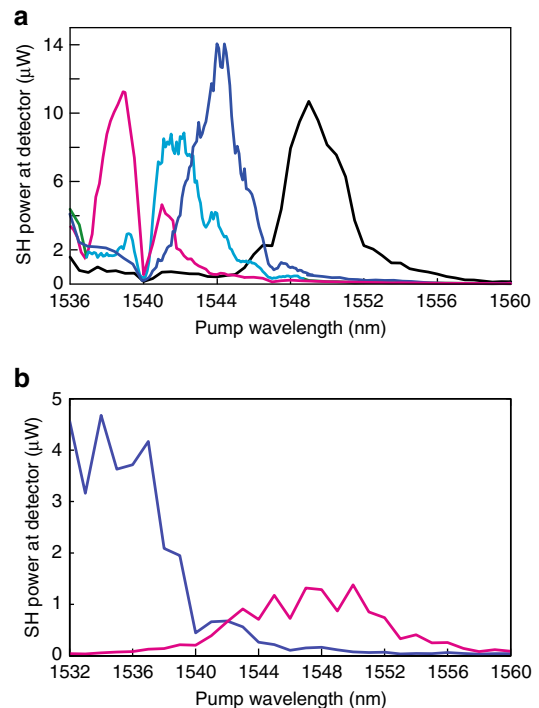 a
SH power at detector (μW)
14
10
6
2
0
1536 1540 1544 1548 1552 1556 1560
Pump wavelength (nm)
b
SH power at detector (μW)
5
4
3
2
1
0
1532 1536 1540 1544 1548 1552 1556 1560
Pump wavelength (nm)